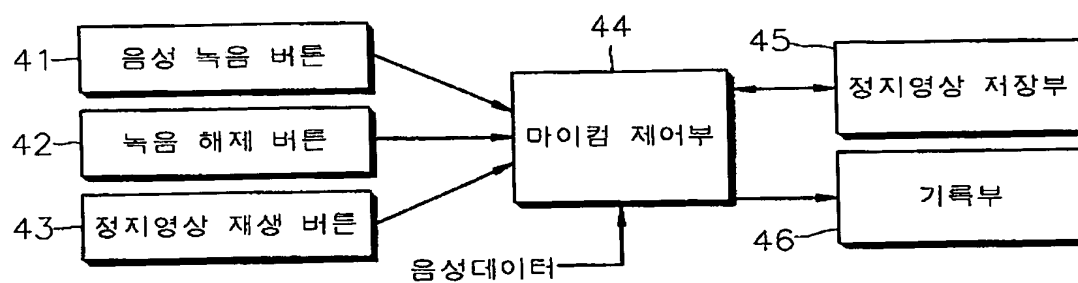 41
음성 녹음 버튼
42
녹음 해제 버튼
43
정지영상 재생 버튼
44
마이컴 제어부
음성데이터
45
정지영상 저장부
기록부
46